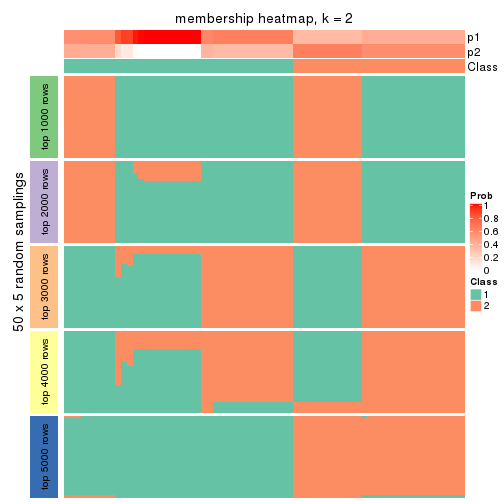 membership heatmap, k = 2
p1
p2
Class
50 x 5 random samplings
top 1000 rows
top 2000 rows
top 3000 rows
top 4000 rows
top 5000 rows
Prob
1
0.8
0.6
0.4
0.2
0
Class
1
2